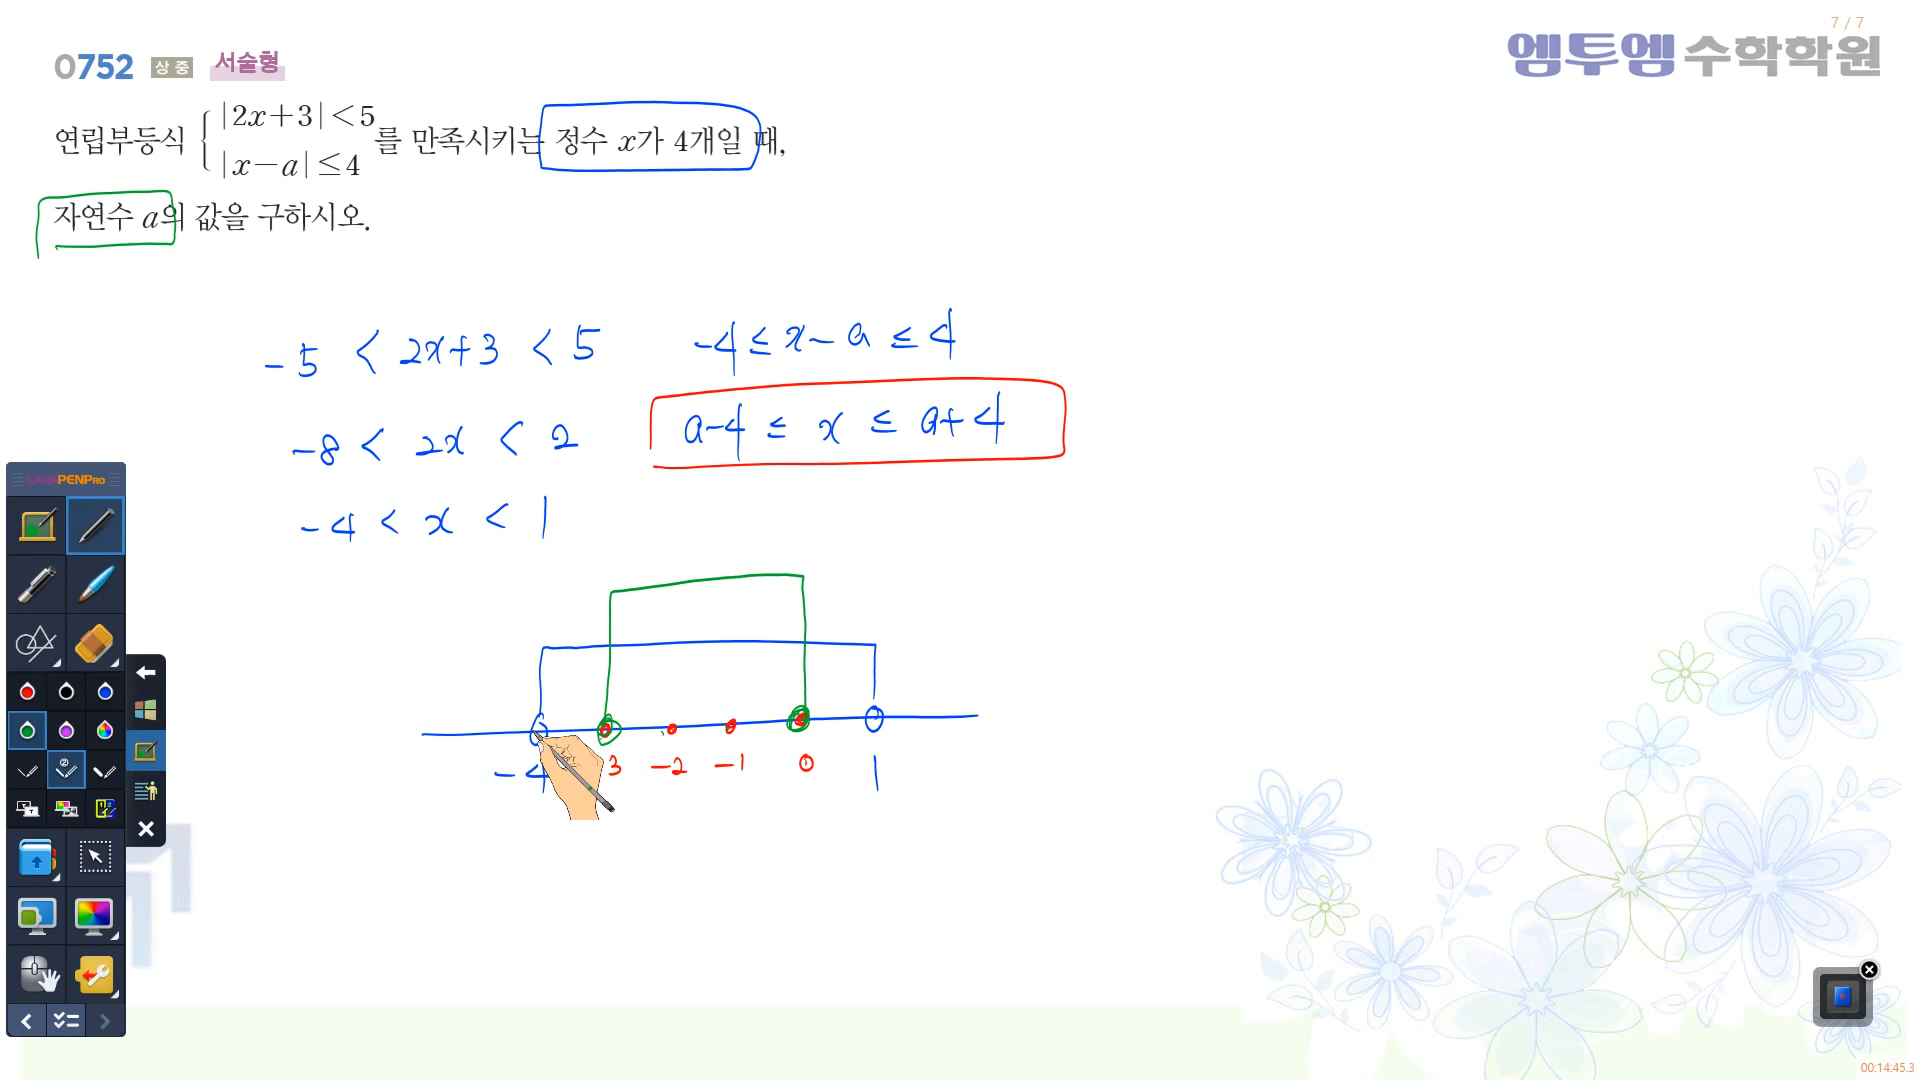 7 / 7
엠투엠 수학학원
0752 상 중 서술형
연립부등식 { |2x+3|<5 를 만족시키는 정수 x가 4개일 때,
|x-a|≤4
자연수 a의 값을 구하시오.
-5 < 2x+3 < 5
-4 ≤ x-a ≤ 4
a-4 ≤ x ≤ a+4
-8 < 2x < 2
-4 < x < 1
-4 3 -2 -1 0 1
PENPRO
00:14:45.3